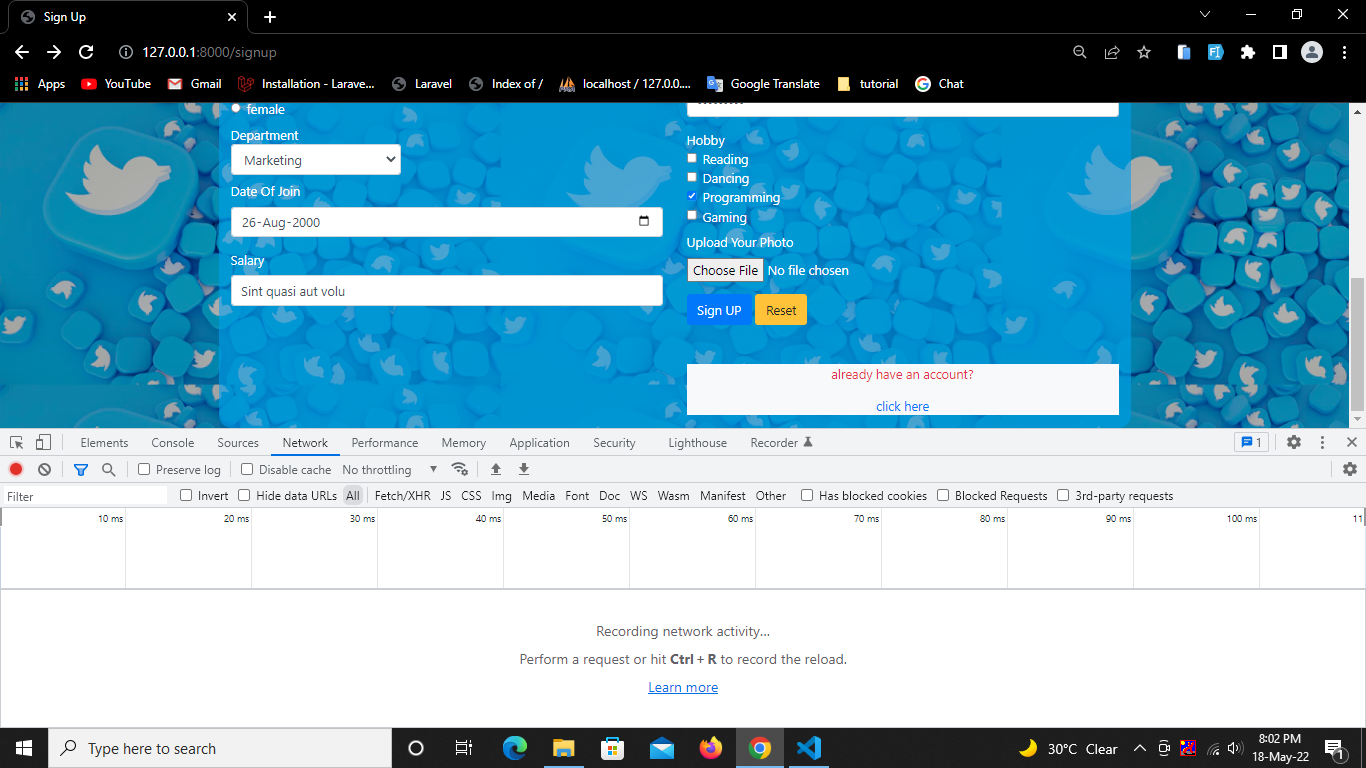 Sign Up
127.0.0.1:8000/signup
Apps YouTube Gmail Installation - Larave... Laravel Index of / localhost / 127.0.0.... Google Translate tutorial Chat
female
Department
Marketing
Date Of Join
26-Aug-2000
Salary
Sint quasi aut volu
Hobby
Reading
Dancing
Programming
Gaming
Upload Your Photo
Choose File No file chosen
Sign UP Reset
already have an account?
click here
Elements Console Sources Network Performance Memory Application Security Lighthouse Recorder 1
Preserve log Disable cache No throttling
Filter Invert Hide data URLs All Fetch/XHR JS CSS Img Media Font Doc WS Wasm Manifest Other Has blocked cookies Blocked Requests 3rd-party requests
10 ms 20 ms 30 ms 40 ms 50 ms 60 ms 70 ms 80 ms 90 ms 100 ms 11
Recording network activity...
Perform a request or hit Ctrl + R to record the reload.
Learn more
Type here to search
30°C Clear
8:02 PM
18-May-22
1